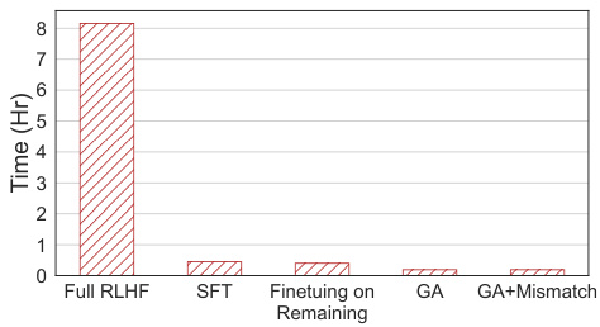 Time (Hr)
8
7
6
5
4
3
2
1
0
Full RLHF
SFT
Finetuing on
Remaining
GA
GA+Mismatch